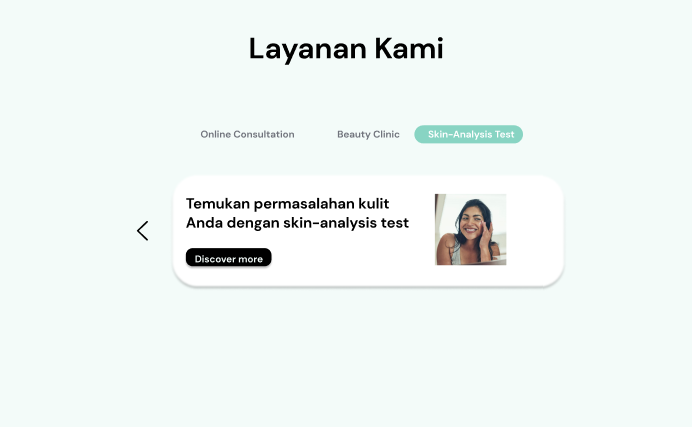 Layanan Kami
Online Consultation
Beauty Clinic
Skin-Analysis Test
Temukan permasalahan kulit
Anda dengan skin-analysis test
Discover more